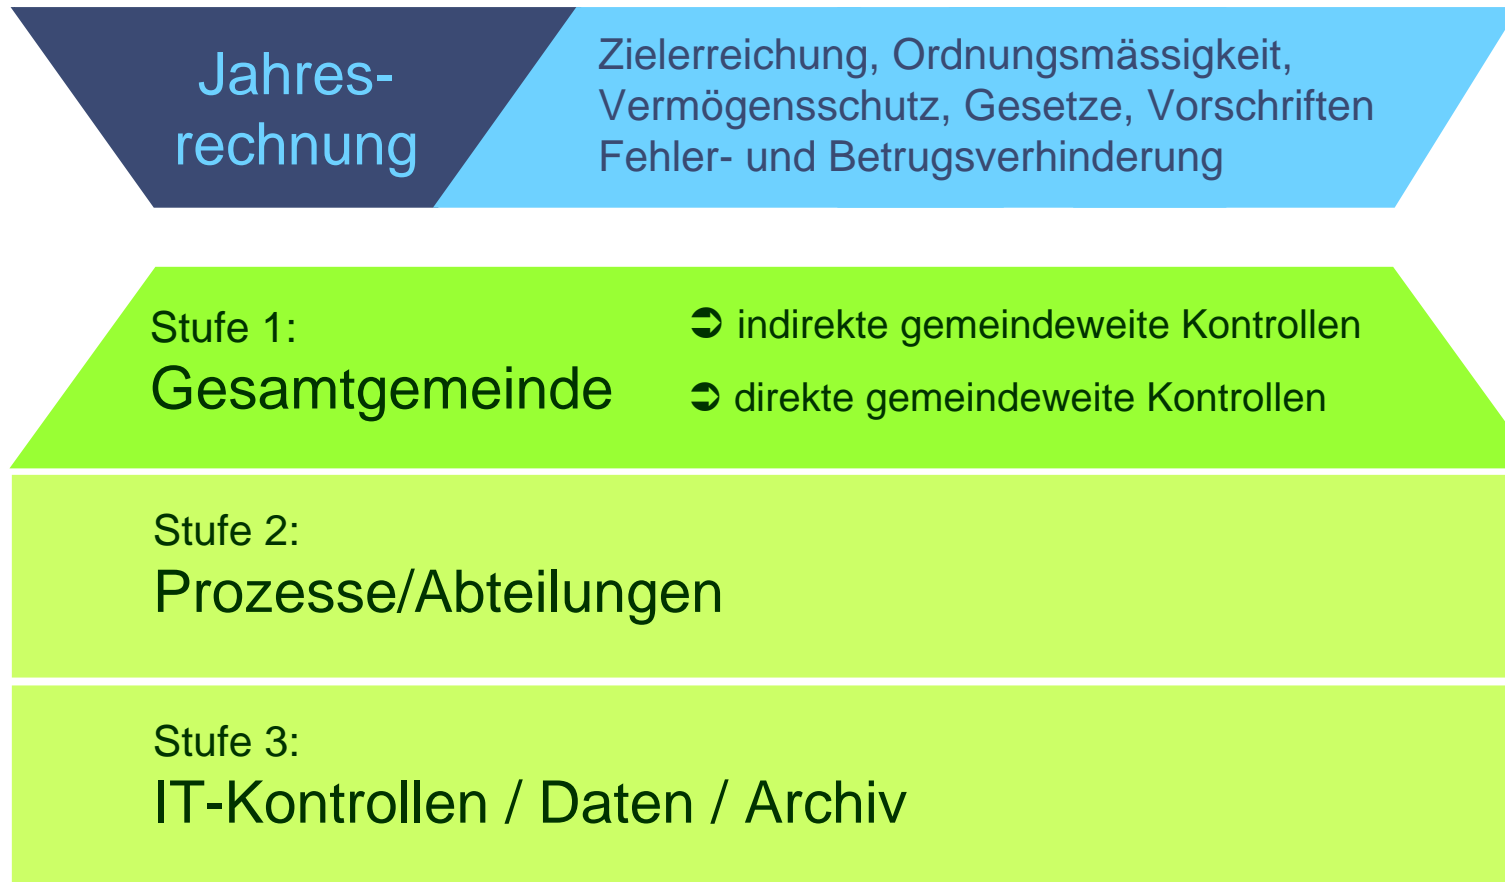 Jahres-
rechnung
Zielerreichung, Ordnungsmässigkeit,
Vermögensschutz, Gesetze, Vorschriften
Fehler- und Betrugsverhinderung
Stufe 1:
Gesamtgemeinde
➲ indirekte gemeindeweite Kontrollen
➲ direkte gemeindeweite Kontrollen
Stufe 2:
Prozesse/Abteilungen
Stufe 3:
IT-Kontrollen / Daten / Archiv